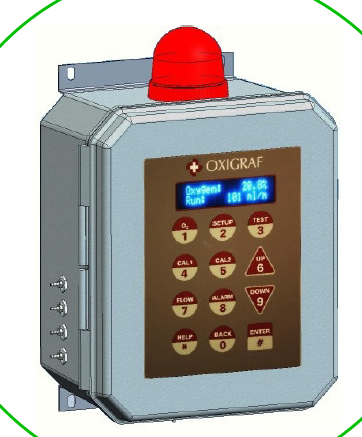 OXIGRAF
Oxygen: 20.8%
Run: 101 ml/m
O₂ 1
SETUP 2
TEST 3
CAL1 4
CAL2 5
UP 6
FLOW 7
ALARM 8
DOWN 9
HELP *
BACK 0
ENTER #